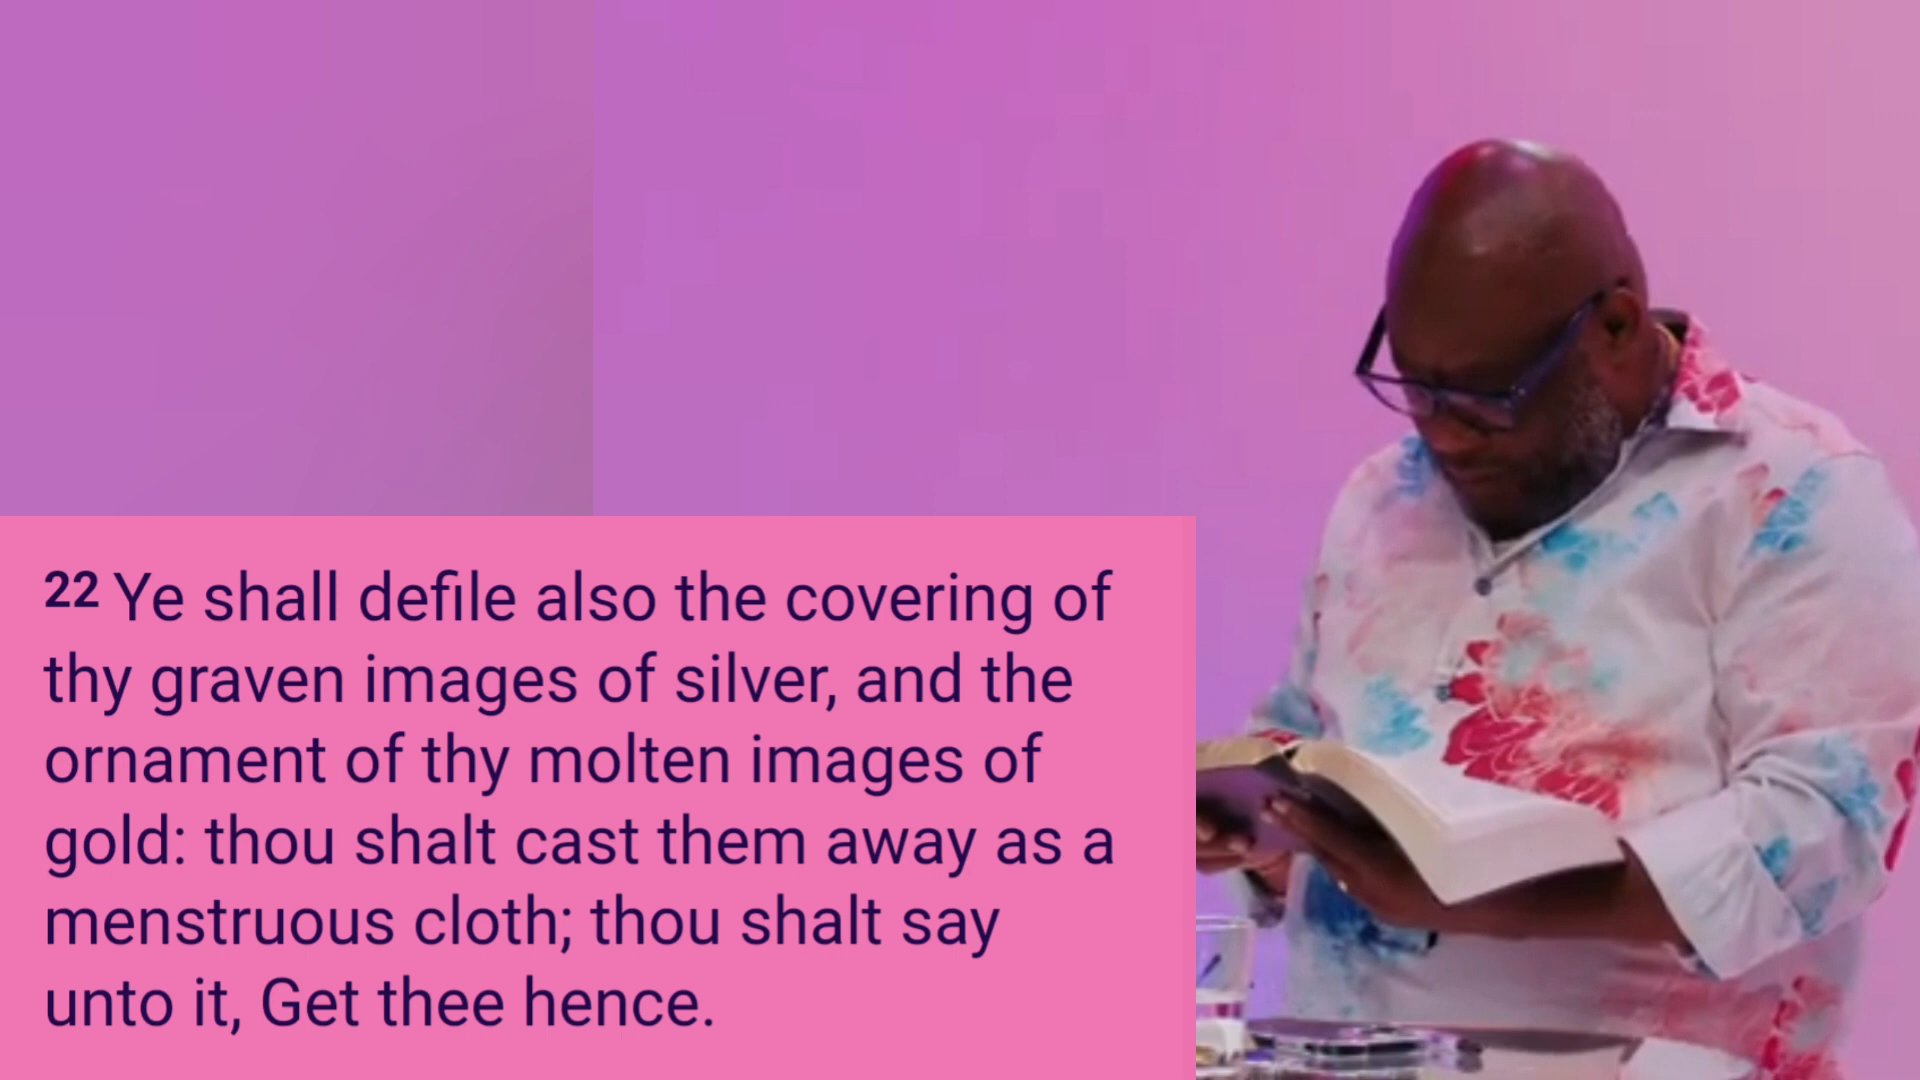 22 Ye shall defile also the covering of
thy graven images of silver, and the
ornament of thy molten images of
gold: thou shalt cast them away as a
menstruous cloth; thou shalt say
unto it, Get thee hence.